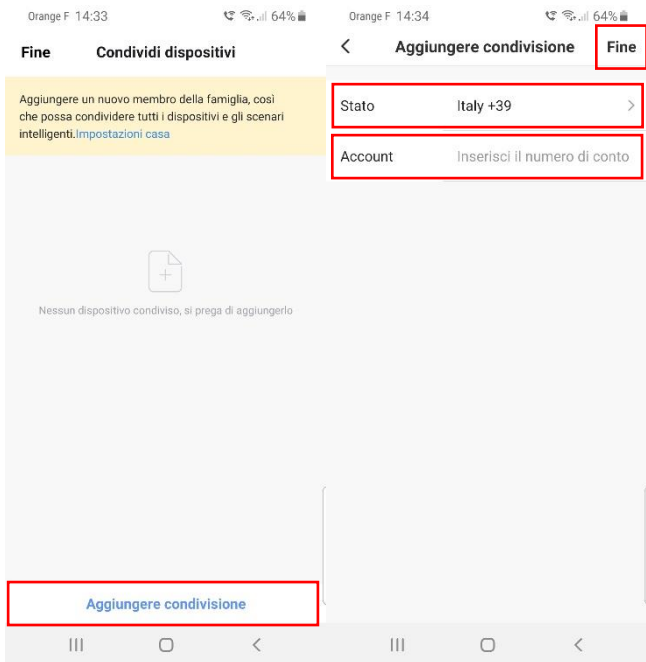 Orange F 14:33
64%
Fine
Condividi dispositivi
Aggiungere un nuovo membro della famiglia, così
che possa condividere tutti i dispositivi e gli scenari
intelligenti.Impostazioni casa
Nessun dispositivo condiviso, si prega di aggiungerlo
Aggiungere condivisione
Orange F 14:34
64%
Aggiungere condivisione
Fine
Stato
Italy +39
Account
Inserisci il numero di conto